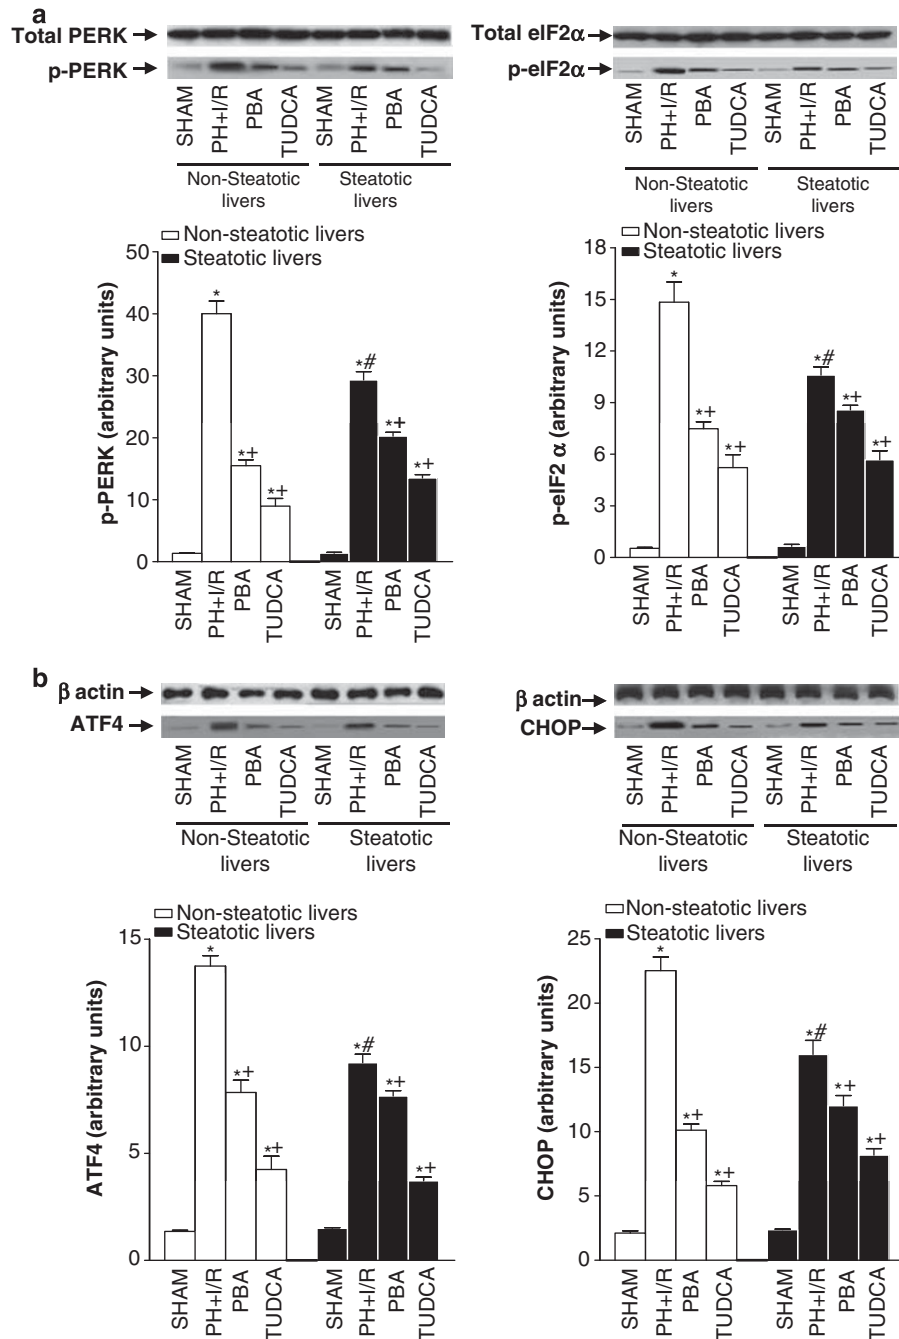 a
Total PERK
p-PERK
SHAM
PH+I/R
PBA
TUDCA
SHAM
PH+I/R
PBA
TUDCA
Non-Steatotic
livers
Steatotic
livers
Non-steatotic livers
Steatotic livers
p-PERK (arbitrary units)
50
40
30
20
10
0
*
*+
*+
*#
*+
*+
SHAM
PH+I/R
PBA
TUDCA
SHAM
PH+I/R
PBA
TUDCA
Total eIF2α
p-eIF2α
SHAM
PH+I/R
PBA
TUDCA
SHAM
PH+I/R
PBA
TUDCA
Non-Steatotic
livers
Steatotic
livers
Non-steatotic livers
Steatotic livers
p-eIF2 α (arbitrary units)
18
15
12
9
6
3
0
*
*+
*+
*#
*+
*+
SHAM
PH+I/R
PBA
TUDCA
SHAM
PH+I/R
PBA
TUDCA
b
β actin
ATF4
SHAM
PH+I/R
PBA
TUDCA
SHAM
PH+I/R
PBA
TUDCA
Non-Steatotic
livers
Steatotic
livers
Non-steatotic livers
Steatotic livers
ATF4 (arbitrary units)
15
10
5
0
*
*+
*+
*#
*+
*+
SHAM
PH+I/R
PBA
TUDCA
SHAM
PH+I/R
PBA
TUDCA
β actin
CHOP
SHAM
PH+I/R
PBA
TUDCA
SHAM
PH+I/R
PBA
TUDCA
Non-Steatotic
livers
Steatotic
livers
Non-steatotic livers
Steatotic livers
CHOP (arbitrary units)
25
20
15
10
5
0
*
*+
*+
*#
*+
*+
SHAM
PH+I/R
PBA
TUDCA
SHAM
PH+I/R
PBA
TUDCA